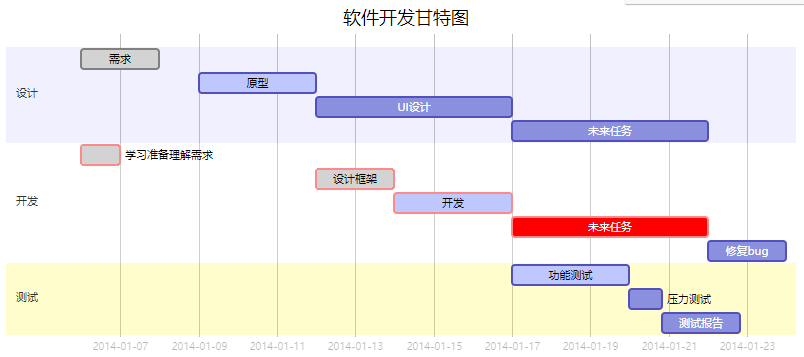 软件开发甘特图
设计
需求
原型
UI设计
未来任务
开发
学习准备理解需求
设计框架
开发
未来任务
修复bug
测试
功能测试
压力测试
测试报告
2014-01-07 2014-01-09 2014-01-11 2014-01-13 2014-01-15 2014-01-17 2014-01-19 2014-01-21 2014-01-23